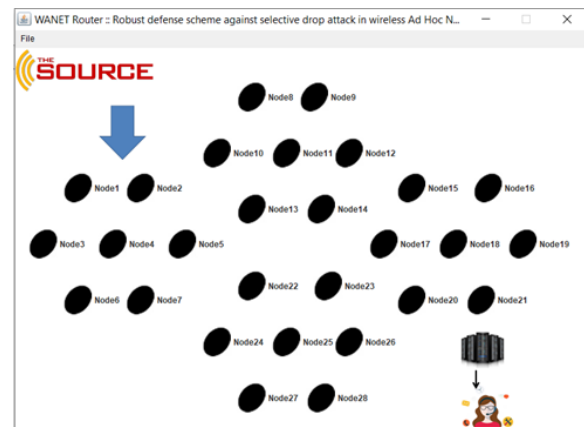 WANET Router :: Robust defense scheme against selective drop attack in wireless Ad Hoc N...
File
THE
SOURCE
Node8 Node9
Node10 Node11 Node12
Node1 Node2 Node15 Node16
Node13 Node14
Node3 Node4 Node5 Node17 Node18 Node19
Node22 Node23
Node6 Node7 Node20 Node21
Node24 Node25 Node26
Node27 Node28